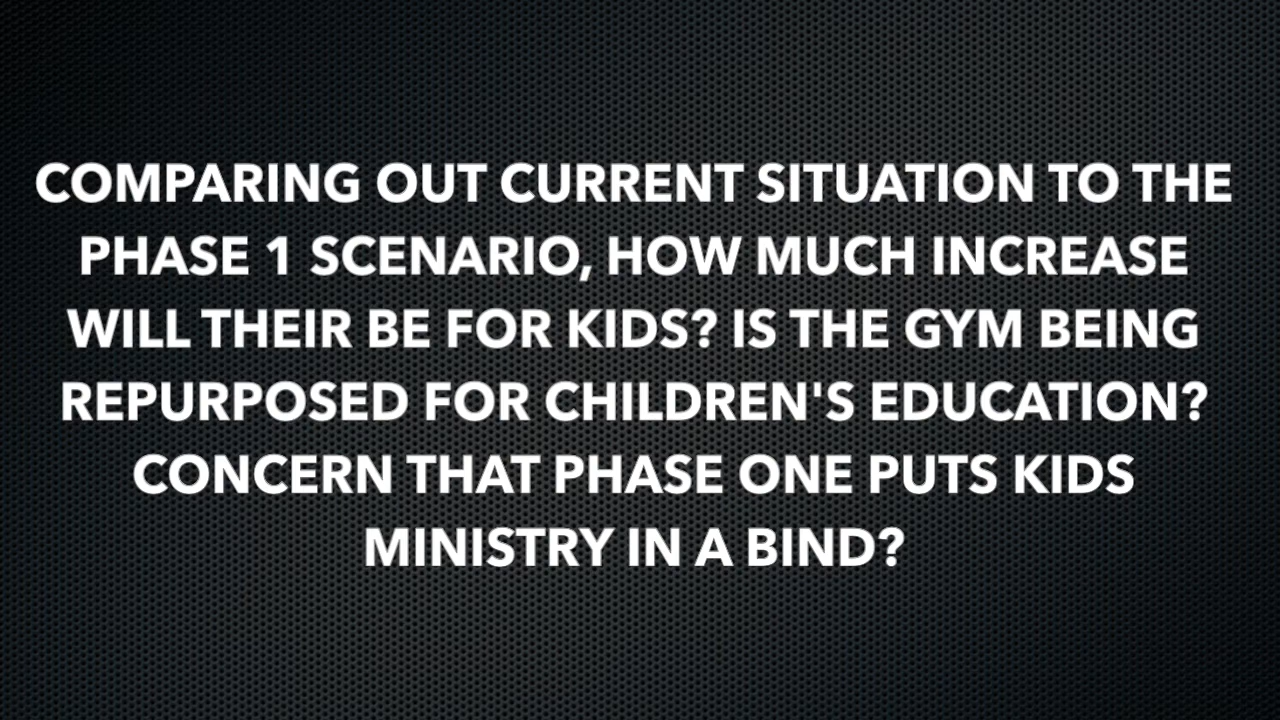 COMPARING OUT CURRENT SITUATION TO THE
PHASE 1 SCENARIO, HOW MUCH INCREASE
WILL THEIR BE FOR KIDS? IS THE GYM BEING
REPURPOSED FOR CHILDREN'S EDUCATION?
CONCERN THAT PHASE ONE PUTS KIDS
MINISTRY IN A BIND?